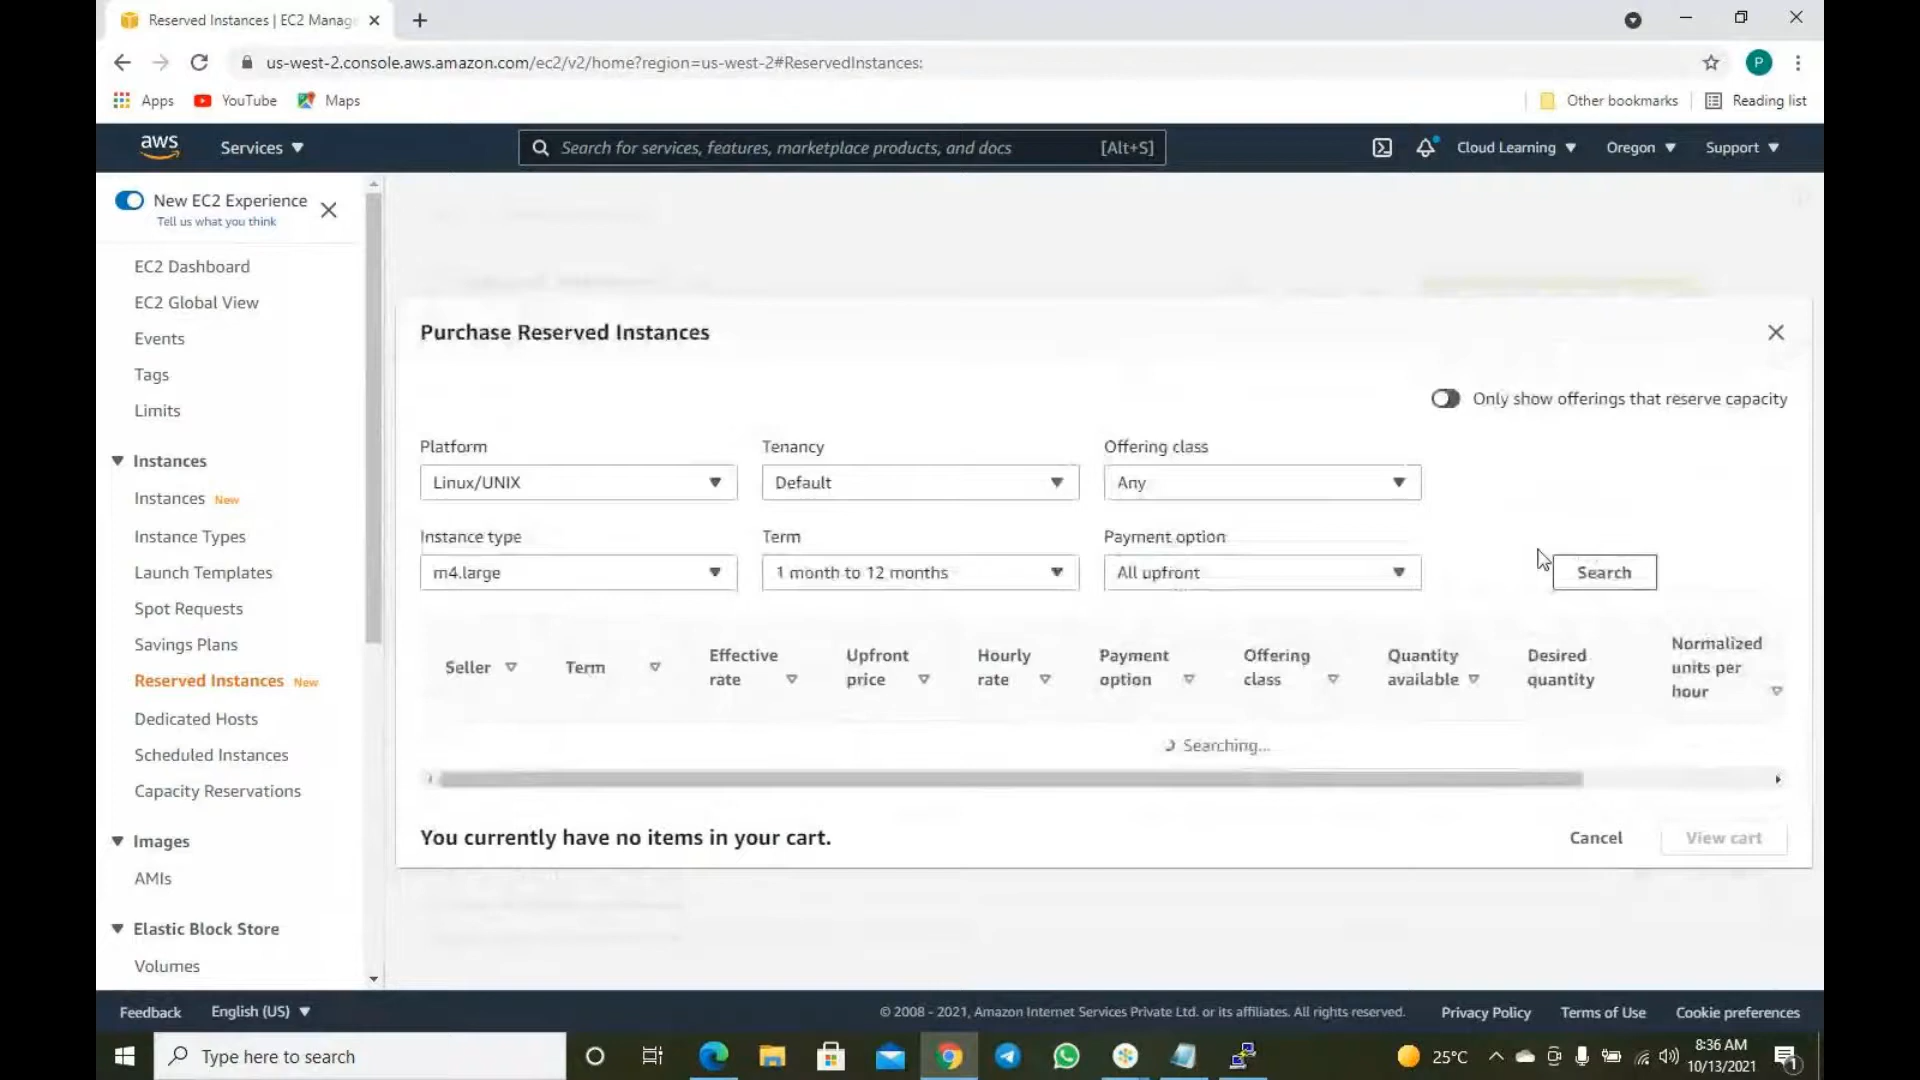 Reserved Instances | EC2 Manag
us-west-2.console.aws.amazon.com/ec2/v2/home?region=us-west-2#ReservedInstances:
P
Apps
YouTube
Maps
Other bookmarks
Reading list
aws
Services
Search for services, features, marketplace products, and docs
[Alt+S]
Cloud Learning
Oregon
Support
New EC2 Experience
Tell us what you think
EC2 Dashboard
EC2 Global View
Events
Tags
Limits
Instances
Instances New
Instance Types
Launch Templates
Spot Requests
Savings Plans
Reserved Instances New
Dedicated Hosts
Scheduled Instances
Capacity Reservations
Images
AMIs
Elastic Block Store
Volumes
Purchase Reserved Instances
Only show offerings that reserve capacity
Platform
Linux/UNIX
Tenancy
Default
Offering class
Any
Instance type
m4.large
Term
1 month to 12 months
Payment option
All upfront
Search
Seller
Term
Effective
rate
Upfront
price
Hourly
rate
Payment
option
Offering
class
Quantity
available
Desired
quantity
Normalized
units per
hour
Searching...
You currently have no items in your cart.
Cancel
View cart
Feedback
English (US)
© 2008 - 2021, Amazon Internet Services Private Ltd. or its affiliates. All rights reserved.
Privacy Policy
Terms of Use
Cookie preferences
Type here to search
25°C
8:36 AM
10/13/2021
1